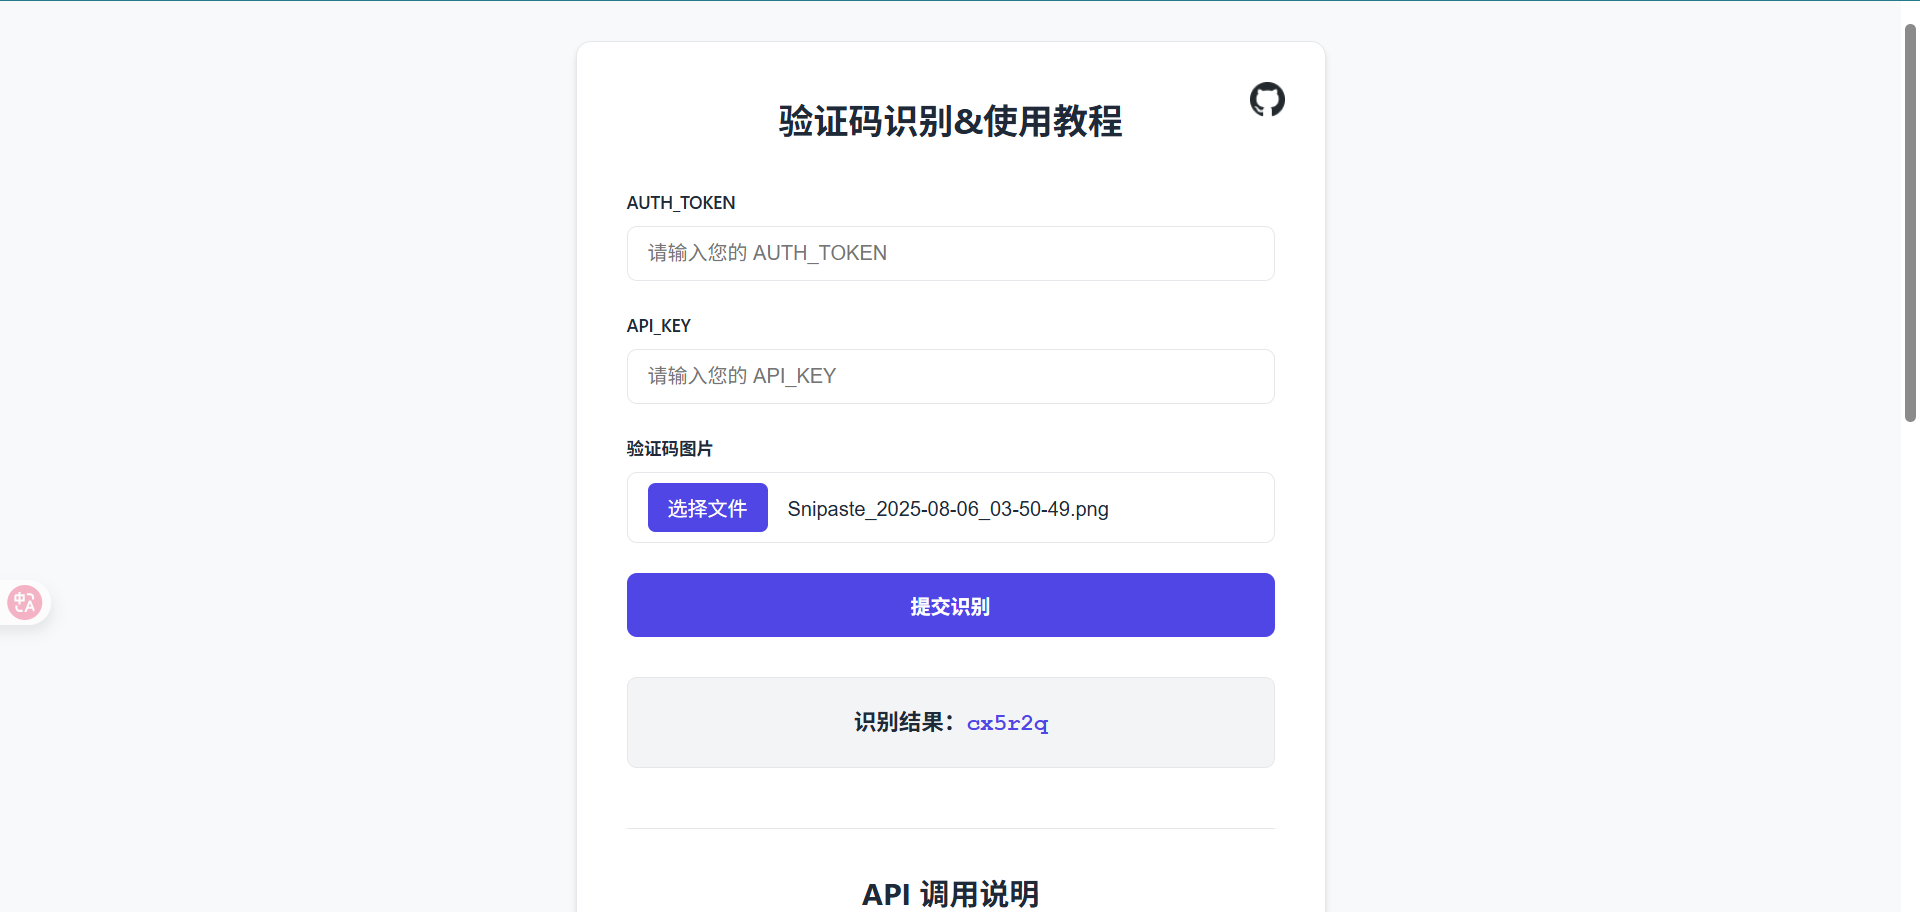 验证码识别&使用教程
AUTH_TOKEN
请输入您的 AUTH_TOKEN
API_KEY
请输入您的 API_KEY
验证码图片
选择文件 Snipaste_2025-08-06_03-50-49.png
提交识别
识别结果：cx5r2q
API 调用说明